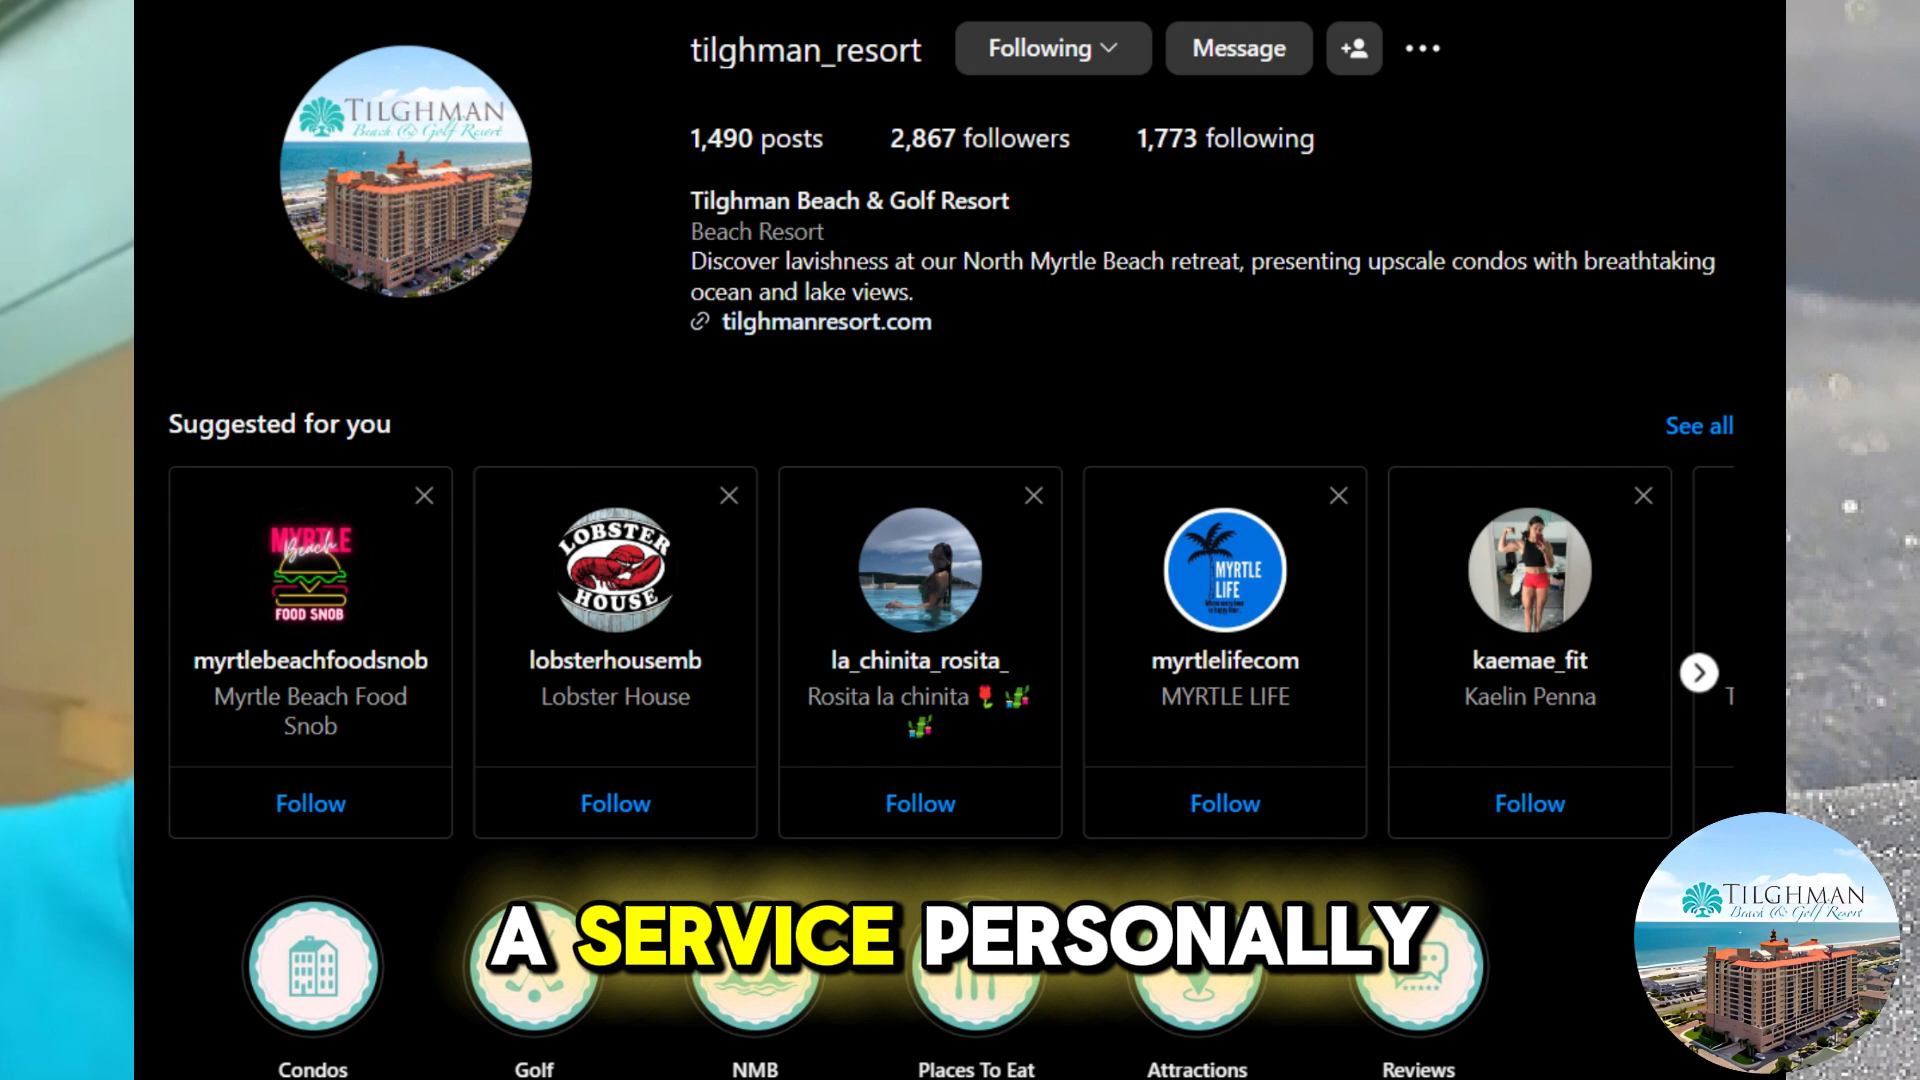 tilghman_resort
Following
Message
1,490 posts
2,867 followers
1,773 following
TILGHMAN
Beach & Golf Resort
Tilghman Beach & Golf Resort
Beach Resort
Discover lavishness at our North Myrtle Beach retreat, presenting upscale condos with breathtaking
ocean and lake views.
tilghmanresort.com
Suggested for you
See all
MYRTLE
Beach
FOOD SNOB
myrtlebeachfoodsnob
Myrtle Beach Food
Snob
Follow
LOBSTER
HOUSE
lobsterhousemb
Lobster House
Follow
la_chinita_rosita_
Rosita la chinita
Follow
MYRTLE
LIFE
myrtlelifecom
MYRTLE LIFE
Follow
kaemae_fit
Kaelin Penna
Follow
T
A SERVICE PERSONALLY
TILGHMAN
Beach & Golf Resort
Condos
Golf
NMB
Places To Eat
Attractions
Reviews